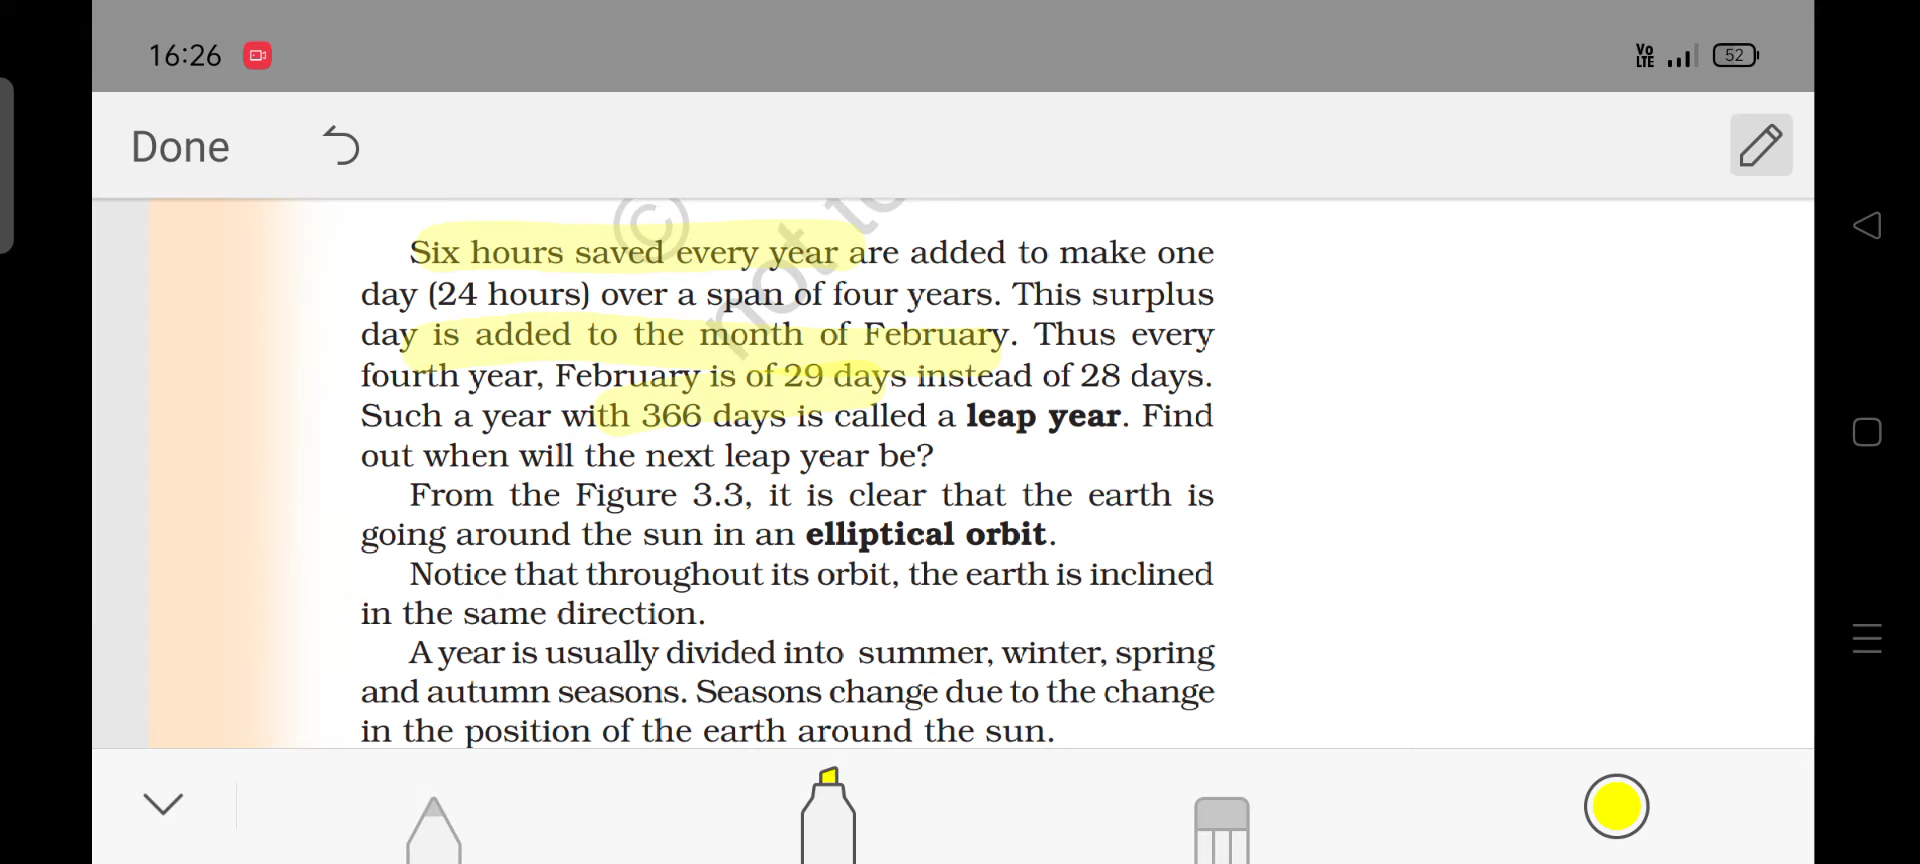 16:26
Vo LTE
52
Done
© not to
Six hours saved every year are added to make one
day (24 hours) over a span of four years. This surplus
day is added to the month of February. Thus every
fourth year, February is of 29 days instead of 28 days.
Such a year with 366 days is called a leap year. Find
out when will the next leap year be?
From the Figure 3.3, it is clear that the earth is
going around the sun in an elliptical orbit.
Notice that throughout its orbit, the earth is inclined
in the same direction.
A year is usually divided into summer, winter, spring
and autumn seasons. Seasons change due to the change
in the position of the earth around the sun.